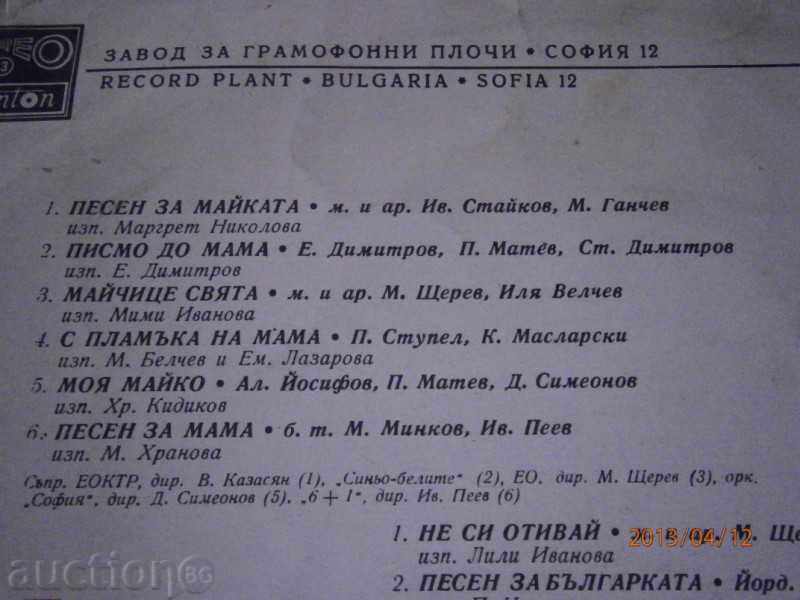 ЕО
3
nton
ЗАВОД ЗА ГРАМОФОННИ ПЛОЧИ • СОФИЯ 12
RECORD PLANT • BULGARIA • SOFIA 12
1. ПЕСЕН ЗА МАЙКАТА • м. и ар. Ив. Стайков, М. Ганчев
изп. Маргрет Николова
2. ПИСМО ДО МАМА • Е. Димитров, П. Матев, Ст. Димитров
изп. Е. Димитров
3. МАЙЧИЦЕ СВЯТА • м. и ар. М. Щерев, Иля Велчев
изп. Мими Иванова
4. С ПЛАМЪКА НА МАМА • П. Ступел, К. Масларски
изп. М. Белчев и Ем. Лазарова
5. МОЯ МАЙКО • Ал. Йосифов, П. Матев, Д. Симеонов
изп. Хр. Кидиков
6. ПЕСЕН ЗА МАМА • б. т. М. Минков, Ив. Пеев
изп. М. Хранова
Съпр. ЕОКТР, дир. В. Казасян (1), „Синьо-белите“ (2), ЕО, дир. М. Щерев (3), орк.
„София“, дир. Д. Симеонов (5), „6 + 1“, дир. Ив. Пеев (6)
1. НЕ СИ ОТИВАЙ • м. и ар. М. Ще
2013/04/12
изп. Лили Иванова
2. ПЕСЕН ЗА БЪЛГАРКАТА • Йорд.
auction BG